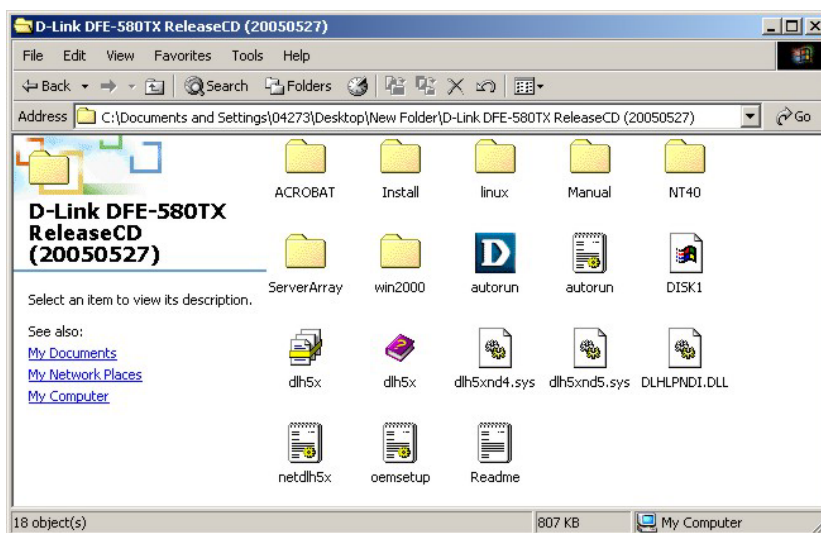 D-Link DFE-580TX ReleaseCD (20050527)
File Edit View Favorites Tools Help
Back Search Folders
Address C:\Documents and Settings\04273\Desktop\New Folder\D-Link DFE-580TX ReleaseCD (20050527) Go
D-Link DFE-580TX
ReleaseCD
(20050527)
Select an item to view its description.
See also:
My Documents
My Network Places
My Computer
ACROBAT Install linux Manual NT40
ServerArray win2000 autorun autorun DISK1
dlh5x dlh5x dlh5xnd4.sys dlh5xnd5.sys DLHLPNDI.DLL
netdlh5x oemsetup Readme
18 object(s) 807 KB My Computer